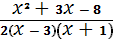 x² + 3x − 8
2(x − 3)(x + 1)